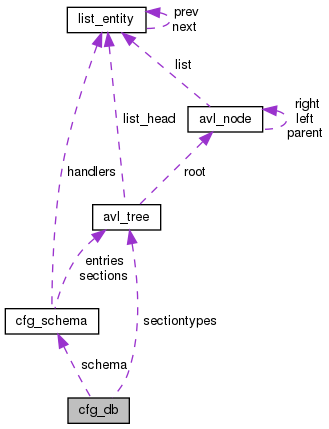 list_entity
prev
next
list
right
left
parent
avl_node
list_head
handlers
root
avl_tree
entries
sections
cfg_schema
sectiontypes
schema
cfg_db